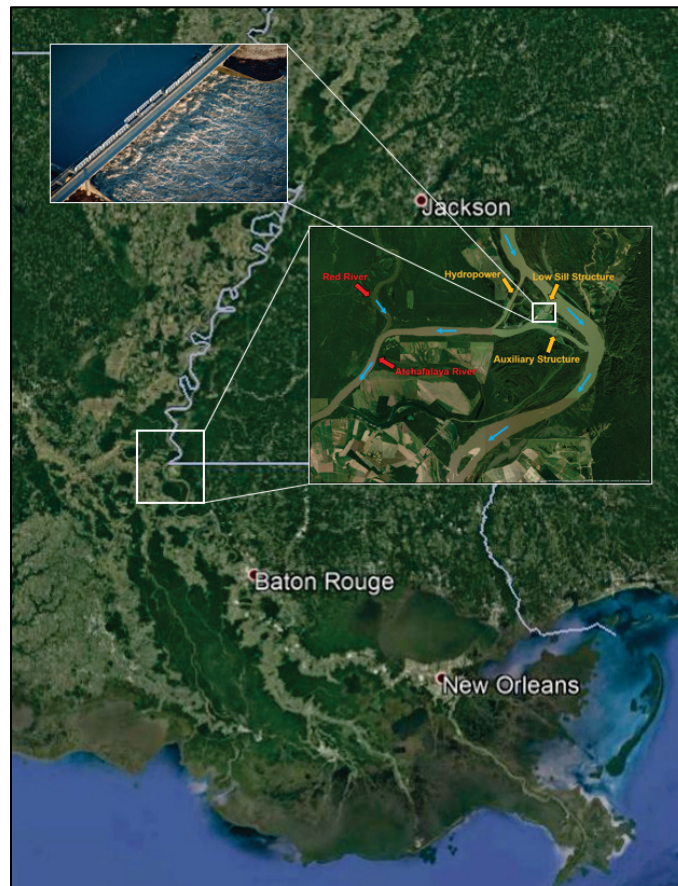 Jackson
Red River
Hydropower
Low Sill Structure
Auxiliary Structure
Atchafalaya River
Baton Rouge
New Orleans